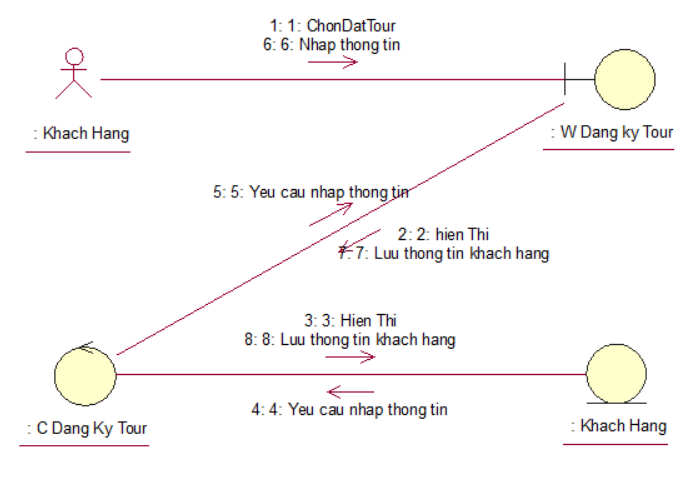 1: 1: ChonDatTour
6: 6: Nhap thong tin
: Khach Hang
: W Dang ky Tour
5: 5: Yeu cau nhap thong tin
2: 2: hien Thi
7: 7: Luu thong tin khach hang
3: 3: Hien Thi
8: 8: Luu thong tin khach hang
4: 4: Yeu cau nhap thong tin
: C Dang Ky Tour
: Khach Hang